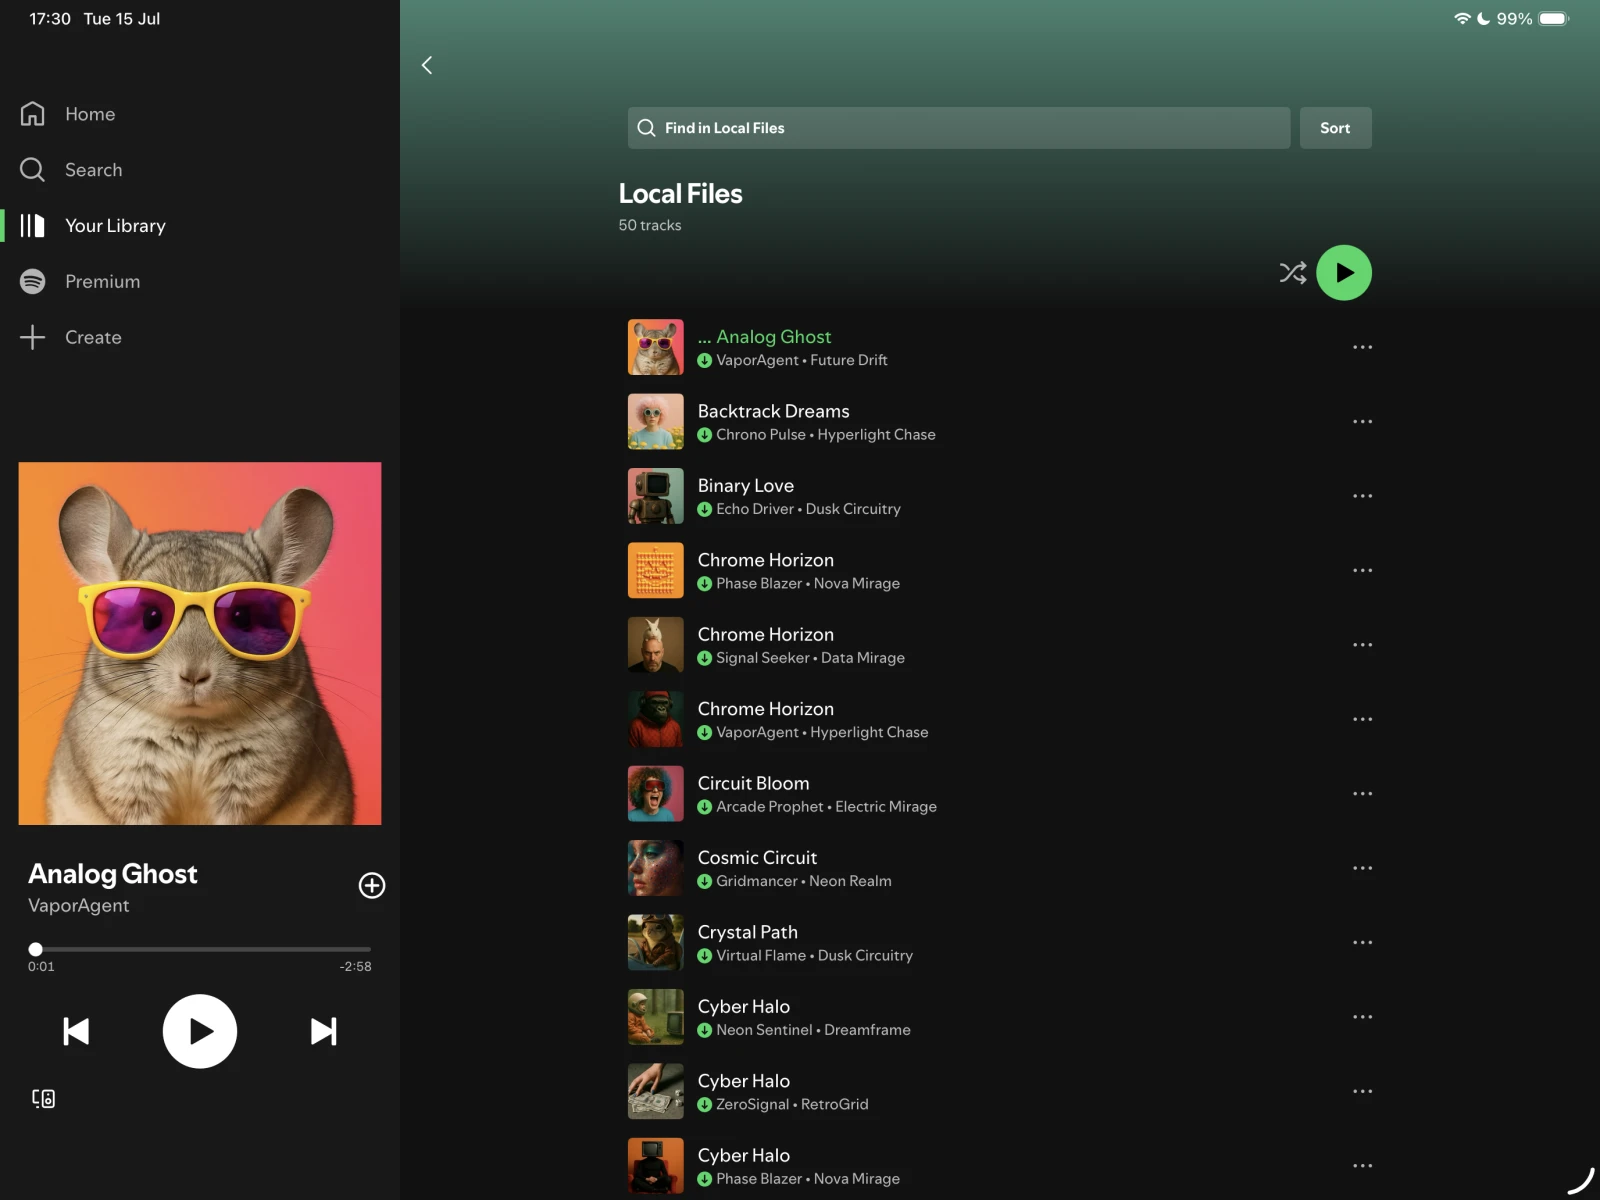 17:30 Tue 15 Jul
99%
Home
Search
Your Library
Premium
Create
Analog Ghost
VaporAgent
0:01
-2:58
Find in Local Files
Sort
Local Files
50 tracks
... Analog Ghost
VaporAgent • Future Drift
Backtrack Dreams
Chrono Pulse • Hyperlight Chase
Binary Love
Echo Driver • Dusk Circuitry
Chrome Horizon
Phase Blazer • Nova Mirage
Chrome Horizon
Signal Seeker • Data Mirage
Chrome Horizon
VaporAgent • Hyperlight Chase
Circuit Bloom
Arcade Prophet • Electric Mirage
Cosmic Circuit
Gridmancer • Neon Realm
Crystal Path
Virtual Flame • Dusk Circuitry
Cyber Halo
Neon Sentinel • Dreamframe
Cyber Halo
ZeroSignal • RetroGrid
Cyber Halo
Phase Blazer • Nova Mirage